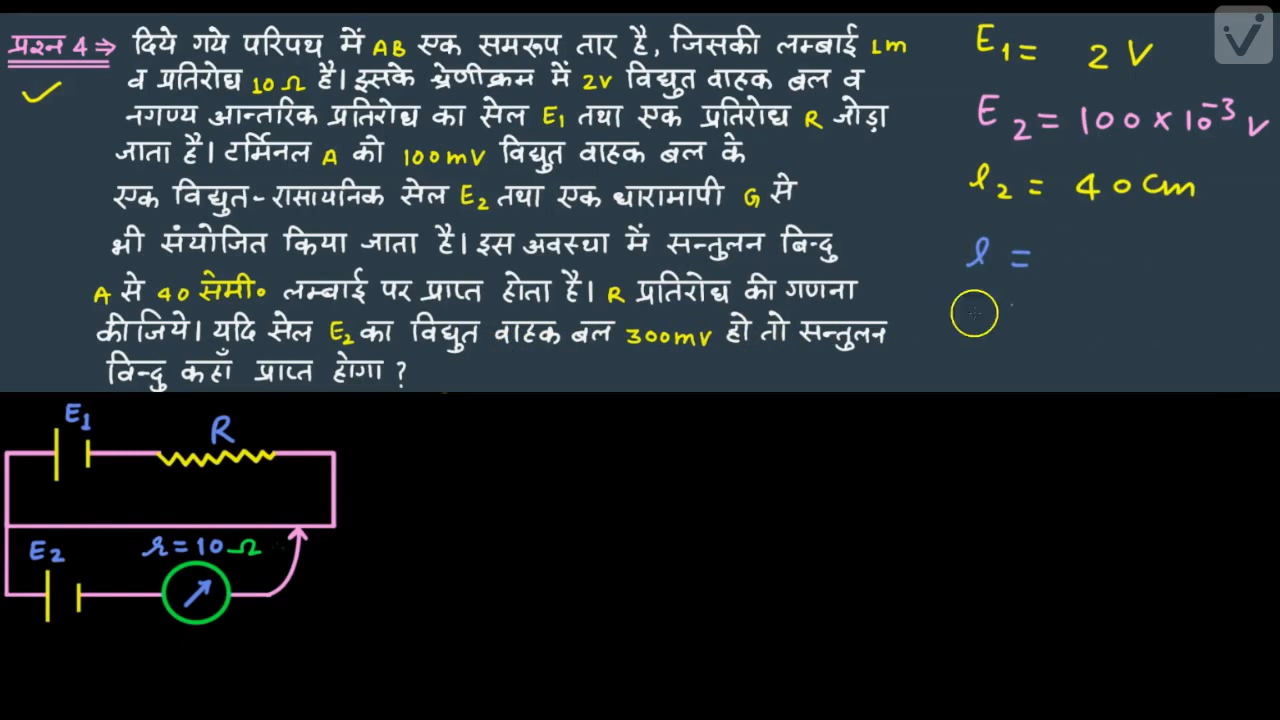 प्रश्न 4 ⇒ दिये गये परिपथ में AB एक समरूप तार है, जिसकी लम्बाई 1m
व प्रतिरोध 10 Ω है। इसके श्रेणीक्रम में 2V विद्युत वाहक बल व
नगण्य आन्तरिक प्रतिरोध का सेल E₁ तथा एक प्रतिरोध R जोड़ा
जाता है। टर्मिनल A को 100mV विद्युत वाहक बल के
एक विद्युत-रासायनिक सेल E₂ तथा एक धारामापी G से
भी संयोजित किया जाता है। इस अवस्था में सन्तुलन बिन्दु
A से 40 सेमी० लम्बाई पर प्राप्त होता है। R प्रतिरोध की गणना
कीजिये। यदि सेल E₂ का विद्युत वाहक बल 300mV हो तो सन्तुलन
विन्दु कहाँ प्राप्त होगा ?
E₁ = 2 V
E₂ = 100 × 10⁻³ V
l₂ = 40 cm
l =
E₁
R
E₂
r = 10 Ω